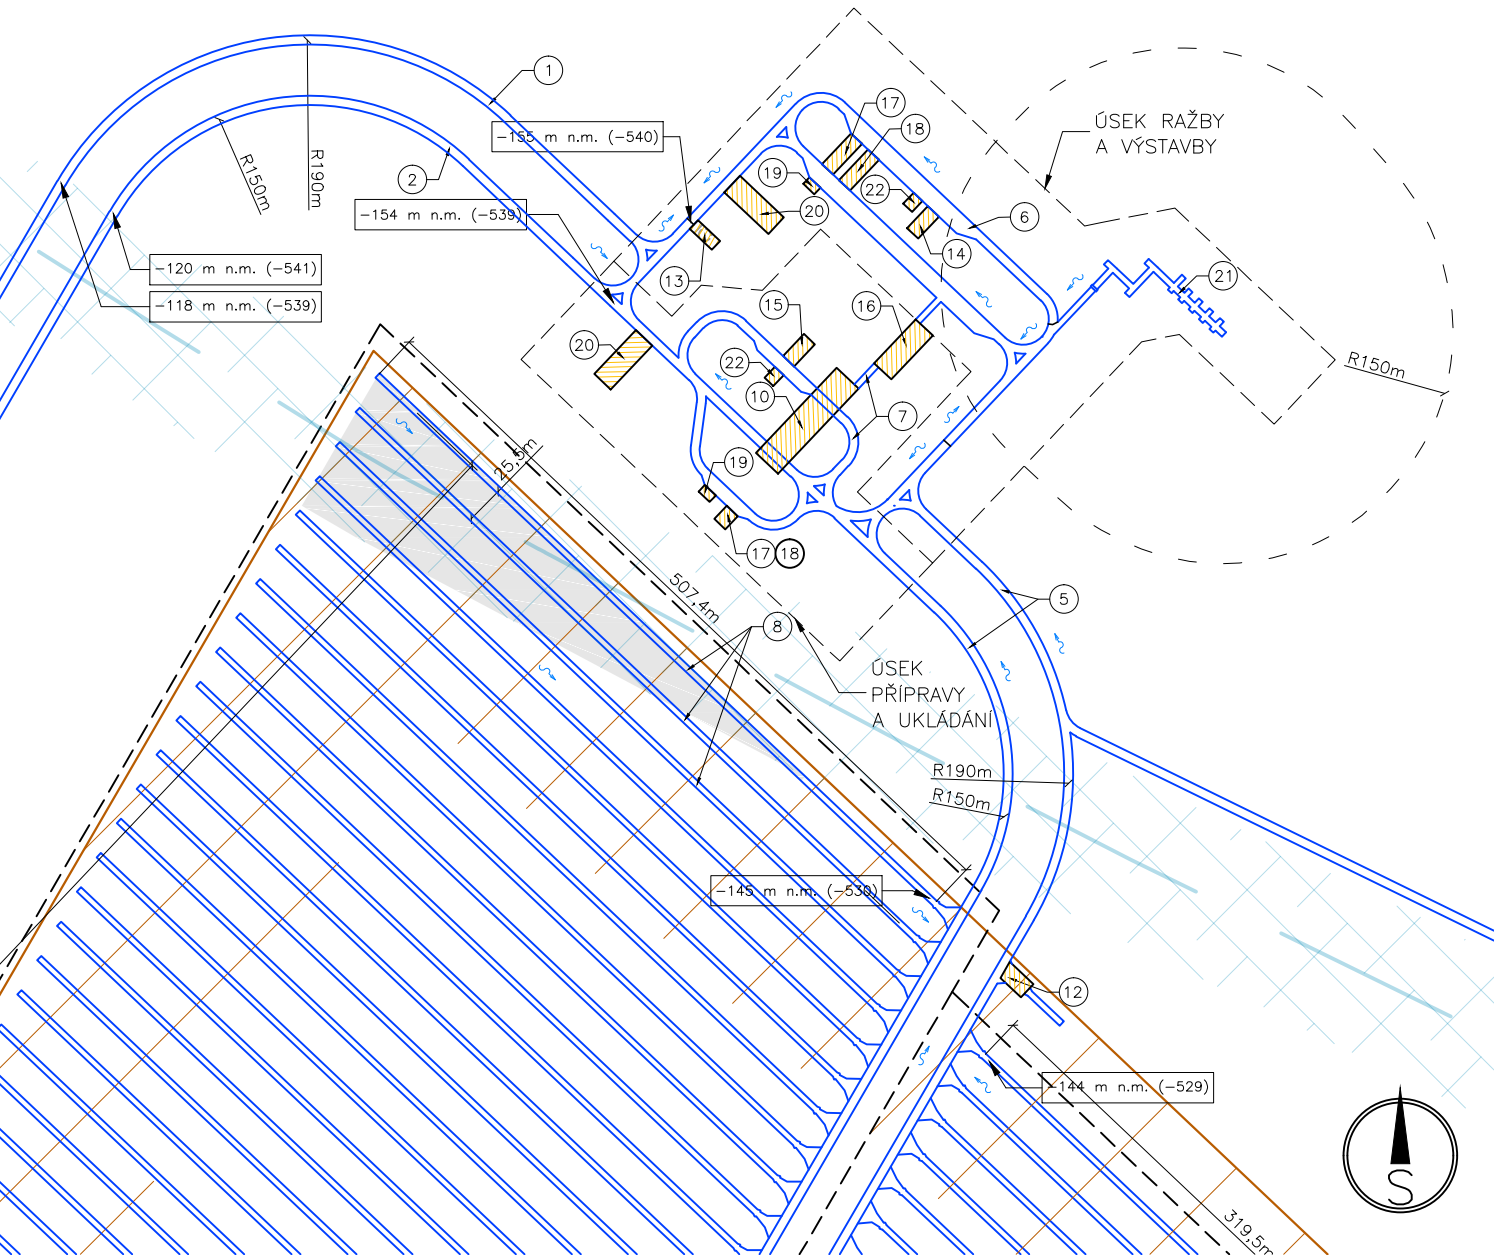 1
17
18
ÚSEK RAŽBY
A VÝSTAVBY
-155 m n.m. (-540)
R150m
R190m
2
19
22
20
6
-154 m n.m. (-539)
14
-120 m n.m. (-541)
13
21
-118 m n.m. (-539)
15
16
20
22
R150m
10
7
25,5m
19
17
18
507,4m
5
8
ÚSEK
PŘÍPRAVY
A UKLÁDÁNÍ
R190m
R150m
-145 m n.m. (-530)
12
-144 m n.m. (-529)
S
319,5m